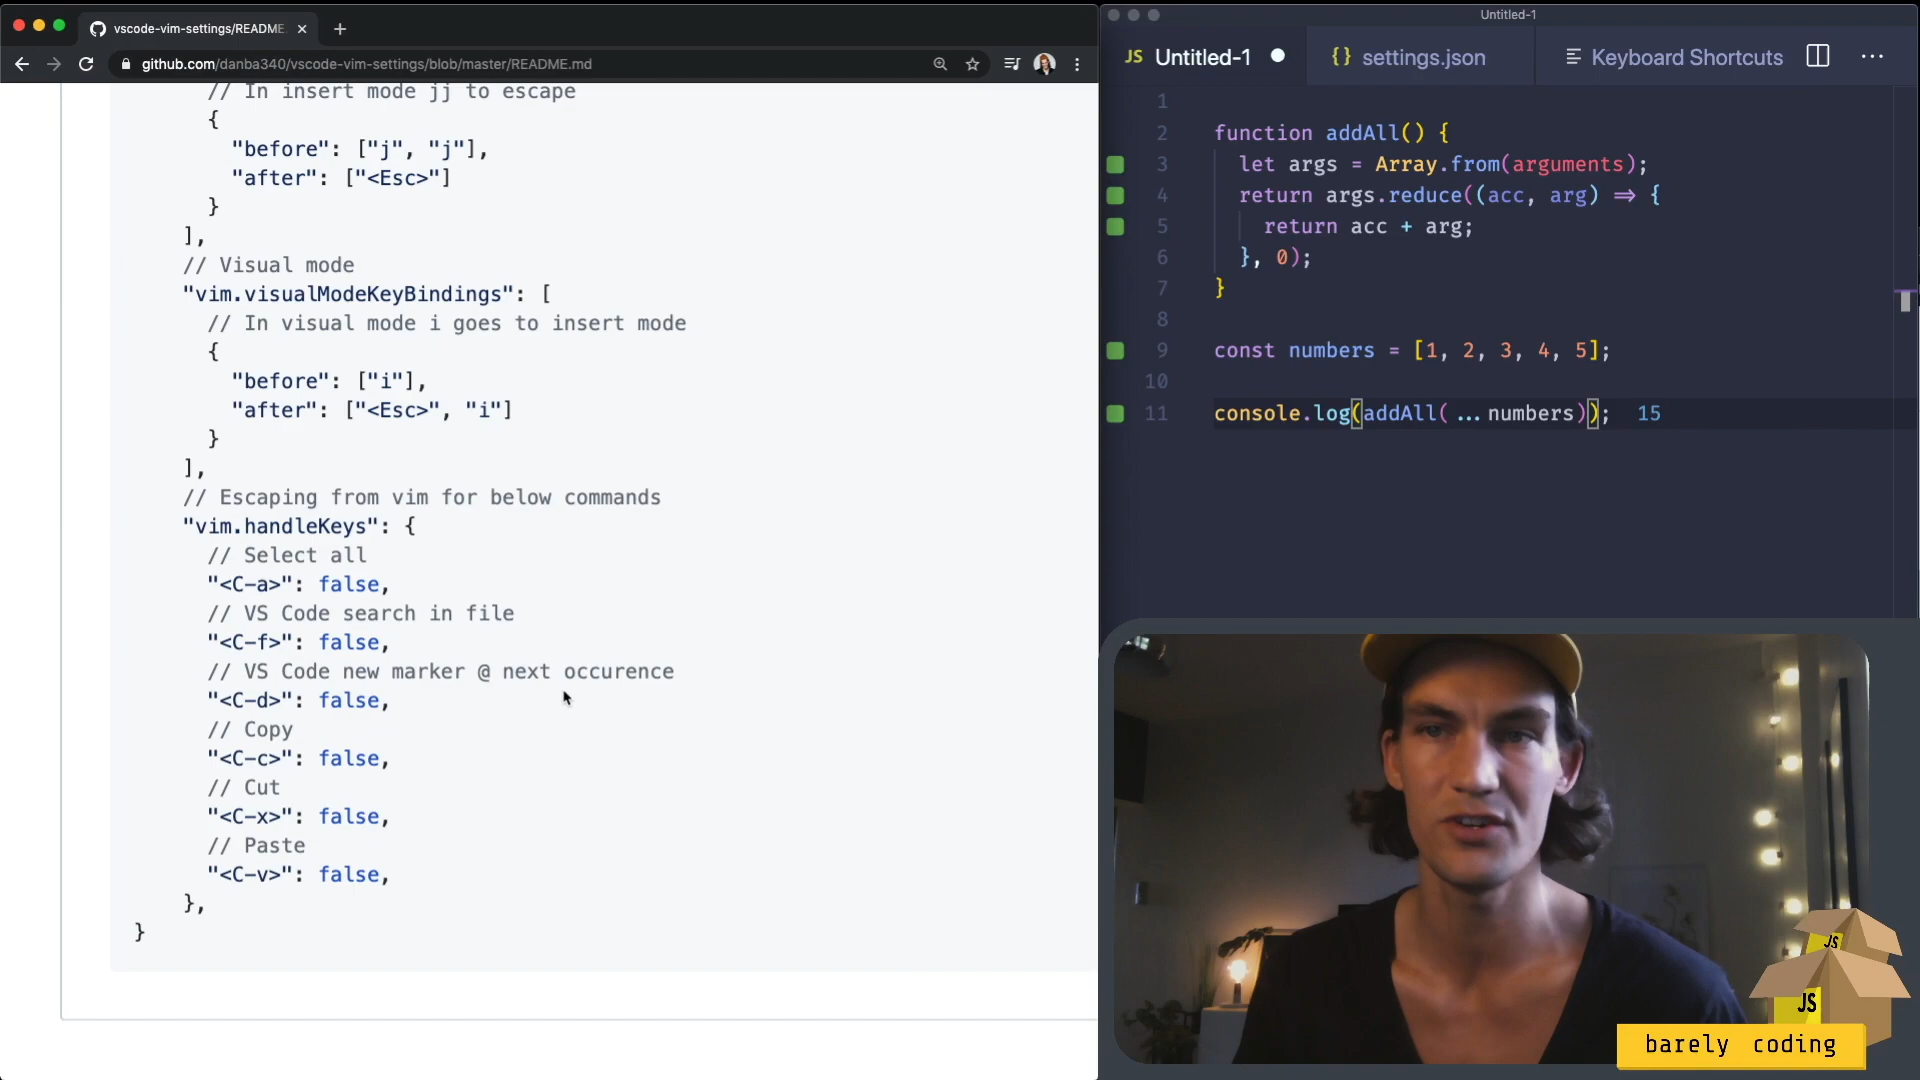 vscode-vim-settings/README.
github.com/danba340/vscode-vim-settings/blob/master/README.md
// In insert mode jj to escape
{
"before": ["j", "j"],
"after": ["<Esc>"]
}
],
// Visual mode
"vim.visualModeKeyBindings": [
// In visual mode i goes to insert mode
{
"before": ["i"],
"after": ["<Esc>", "i"]
}
],
// Escaping from vim for below commands
"vim.handleKeys": {
// Select all
"<C-a>": false,
// VS Code search in file
"<C-f>": false,
// VS Code new marker @ next occurence
"<C-d>": false,
// Copy
"<C-c>": false,
// Cut
"<C-x>": false,
// Paste
"<C-v>": false,
},
}
Untitled-1
JS Untitled-1
{} settings.json
Keyboard Shortcuts
1
2 function addAll() {
3 let args = Array.from(arguments);
4 return args.reduce((acc, arg) => {
5 return acc + arg;
6 }, 0);
7 }
8
9 const numbers = [1, 2, 3, 4, 5];
10
11 console.log(addAll(...numbers)); 15
JS
JS
barely coding